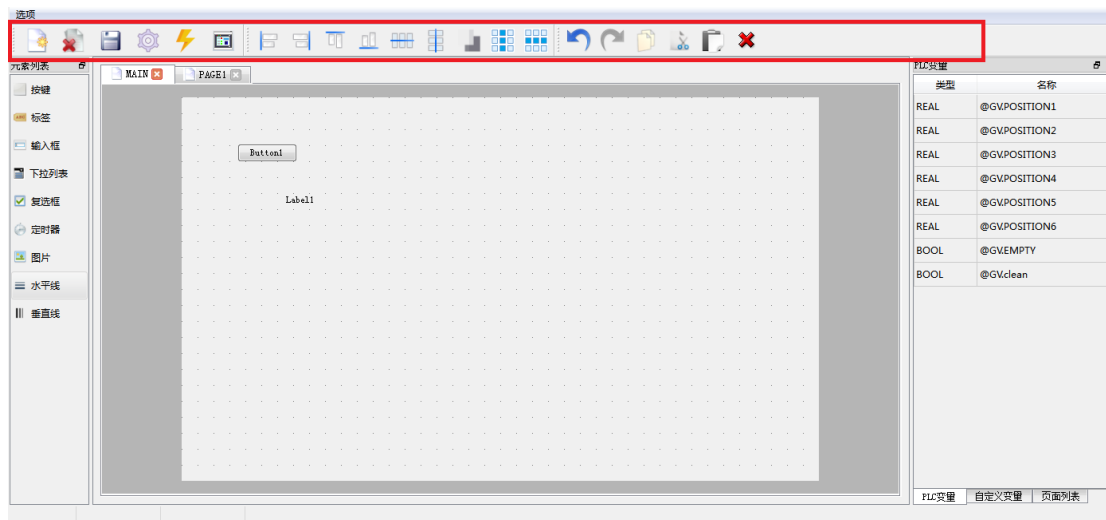 选项
元素列表
MAIN
PAGE1
PLC变量
按键
标签
输入框
下拉列表
复选框
定时器
图片
水平线
垂直线
Button1
Label1
类型 名称
REAL @GV.POSITION1
REAL @GV.POSITION2
REAL @GV.POSITION3
REAL @GV.POSITION4
REAL @GV.POSITION5
REAL @GV.POSITION6
BOOL @GV.EMPTY
BOOL @GV.clean
PLC变量 自定义变量 页面列表